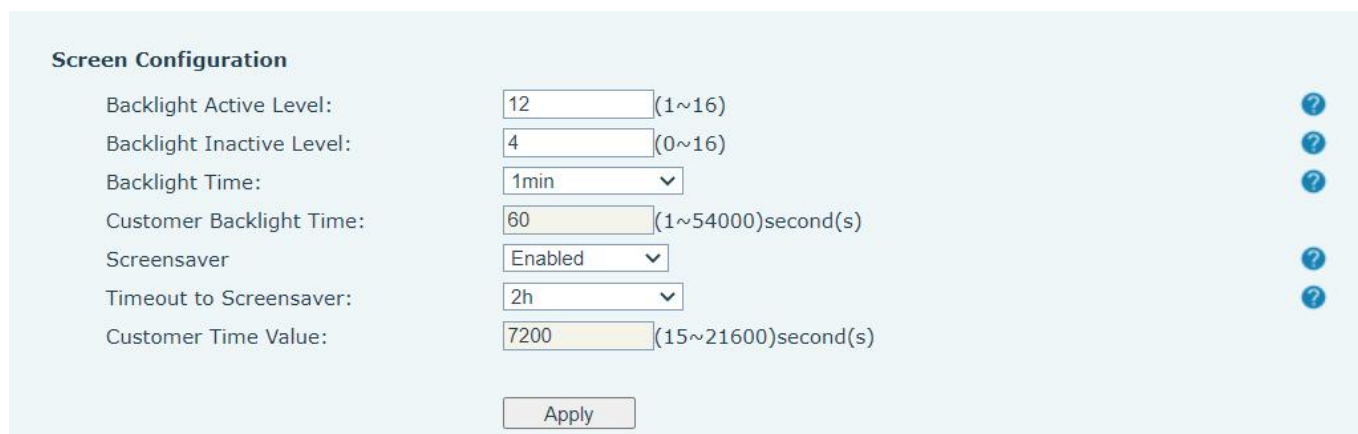 Screen Configuration
Backlight Active Level: 12 (1~16)
Backlight Inactive Level: 4 (0~16)
Backlight Time: 1min
Customer Backlight Time: 60 (1~54000)second(s)
Screensaver Enabled
Timeout to Screensaver: 2h
Customer Time Value: 7200 (15~21600)second(s)
Apply